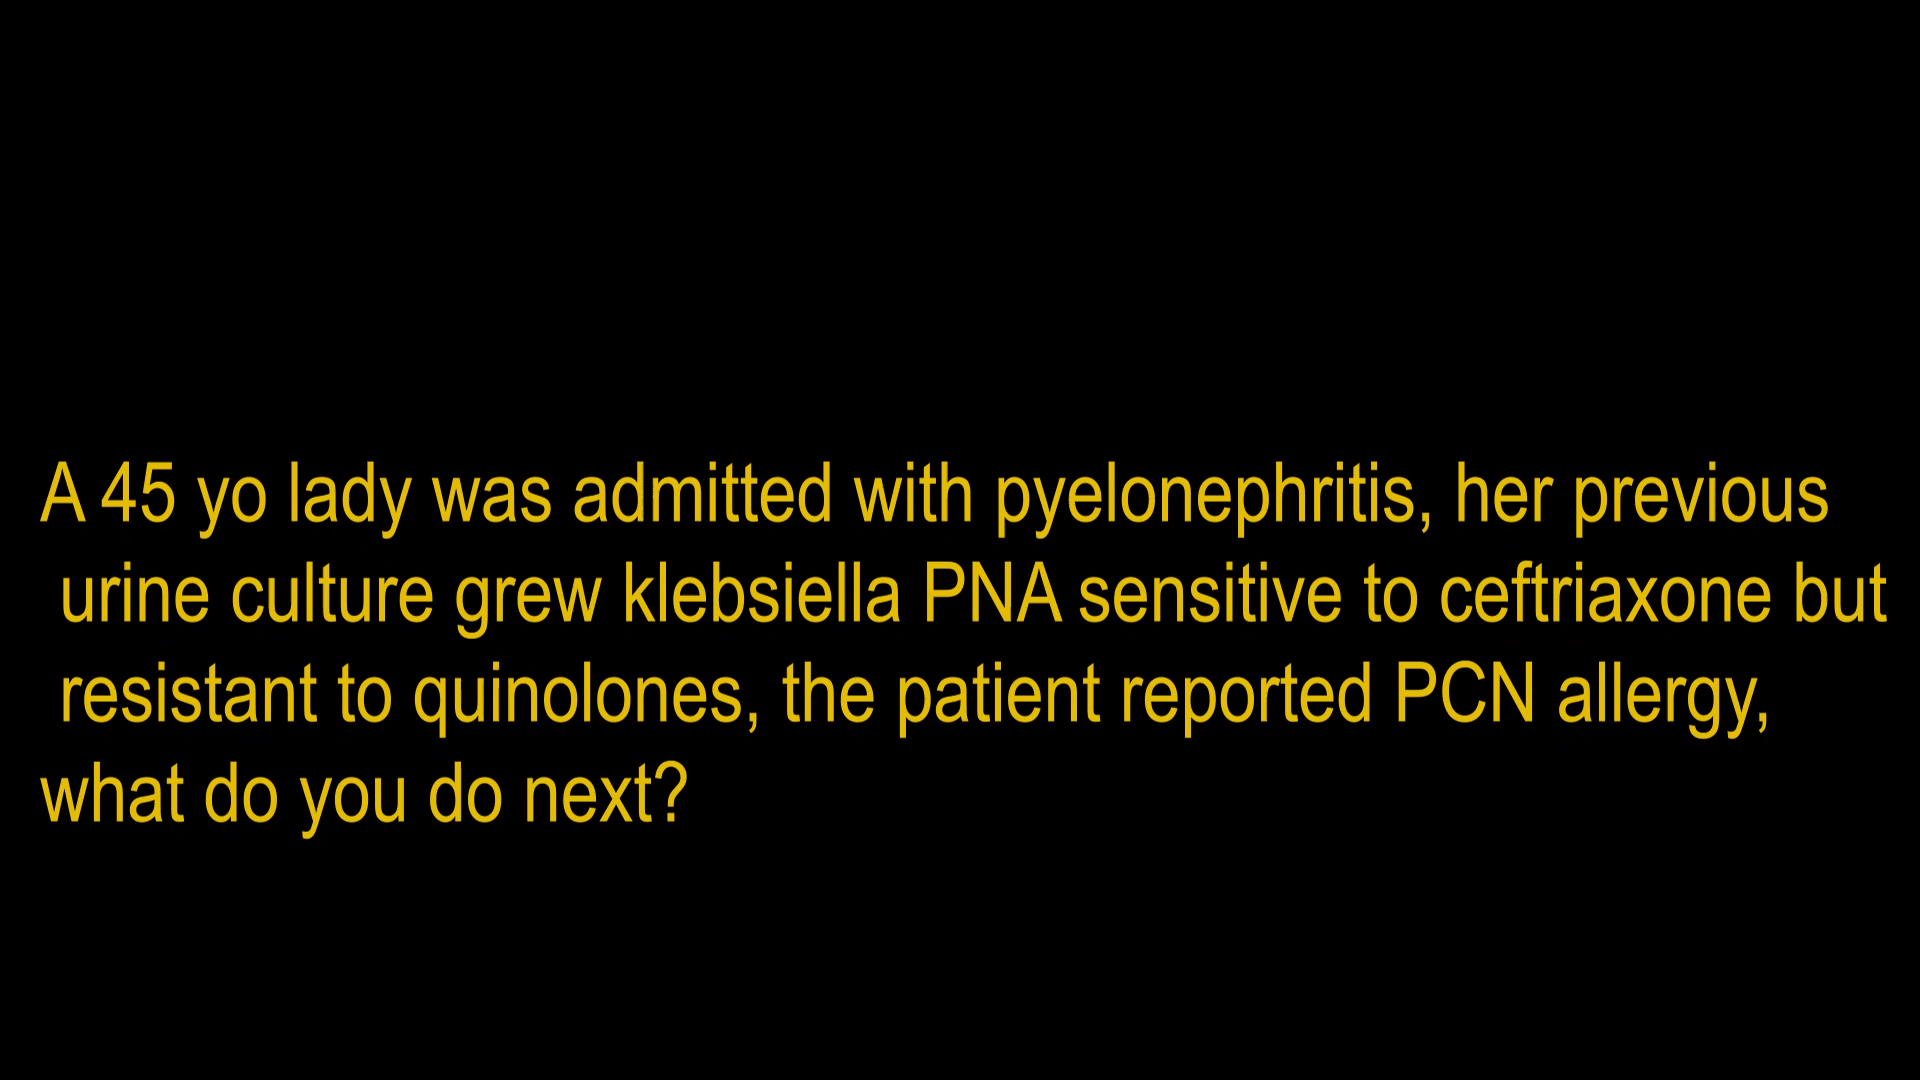 A 45 yo lady was admitted with pyelonephritis, her previous
urine culture grew klebsiella PNA sensitive to ceftriaxone but
resistant to quinolones, the patient reported PCN allergy,
what do you do next?